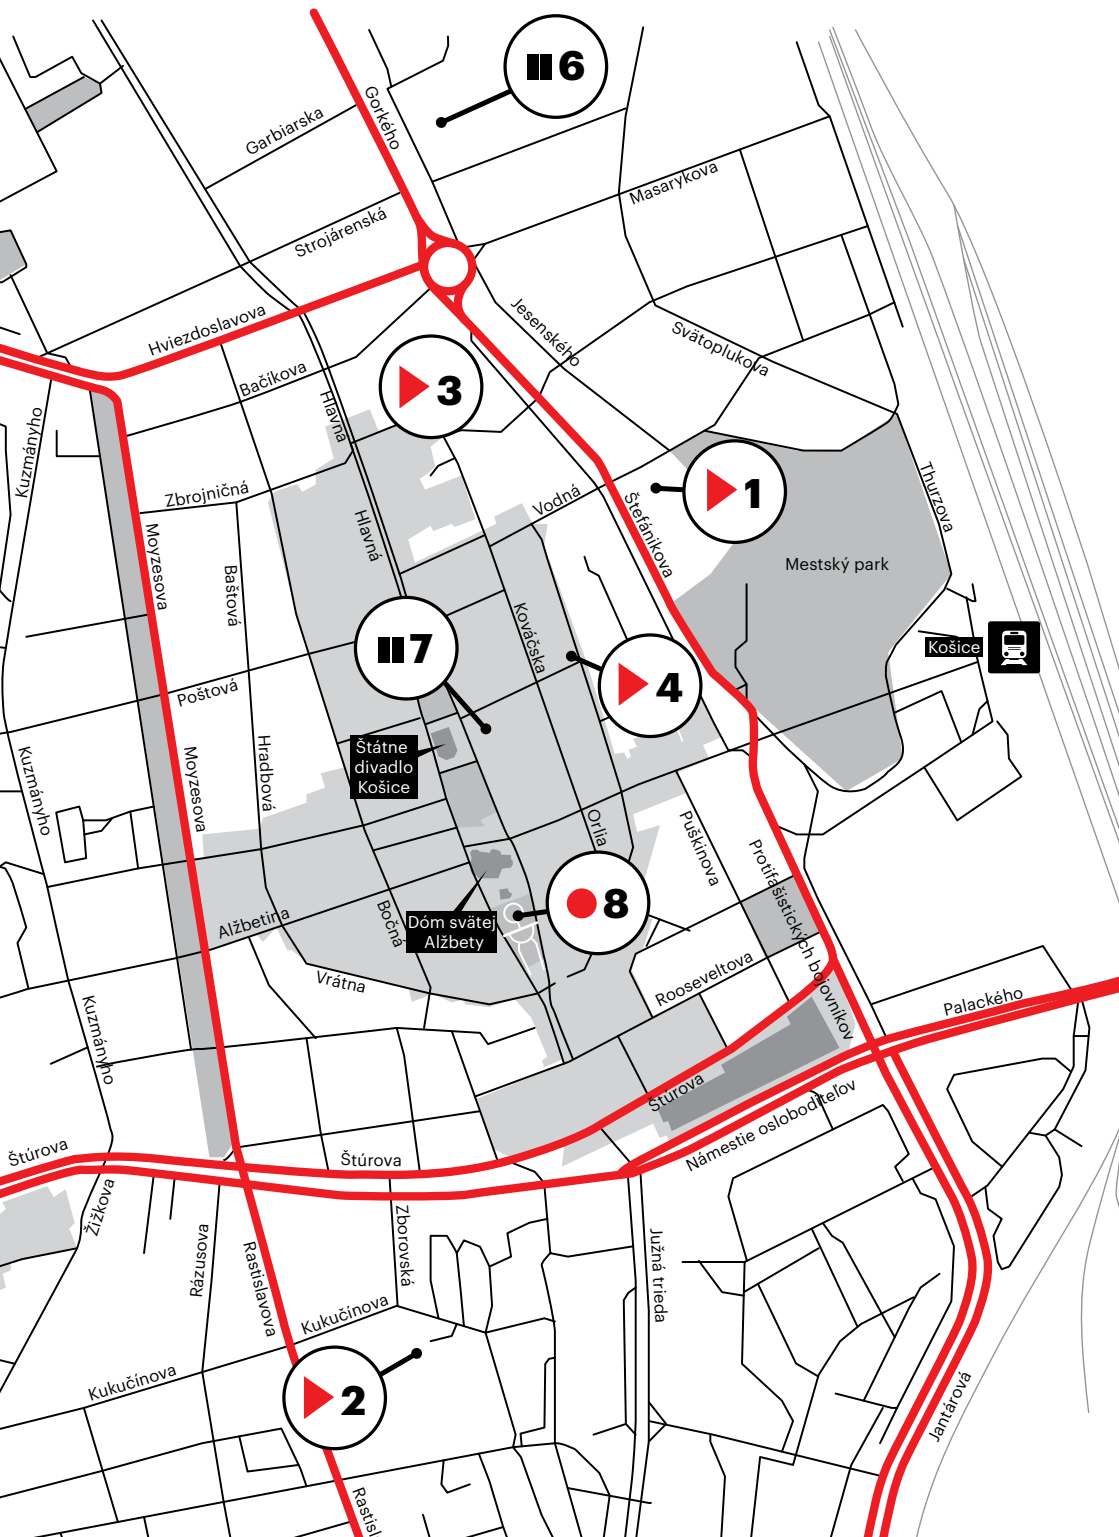 6
Gorkého
Garbiarska
Masarykova
Strojárenská
Hviezdoslavova
Jesenského
Svätoplukova
Bačíkova
3
Hlavná
Kuzmányho
Zbrojničná
Vodná
1
Thurzova
Štefánikova
Hlavná
Moyzesova
Baštová
Mestský park
Kováčska
7
Košice
Poštová
4
Hradbová
Moyzesova
Kuzmányho
Štátne
divadlo
Košice
Orlia
Puškinova
Protifašistických bojovníkov
8
Alžbetina
Bočná
Dóm svätej
Alžbety
Vrátna
Rooseveltova
Palackého
Kuzmányho
Štúrova
Námestie osloboditeľov
Štúrova
Štúrova
Žižkova
Rázusova
Zborovská
Južná trieda
Rastislavova
Kukučínova
Kukučínova
2
Jantárová
Rastisl